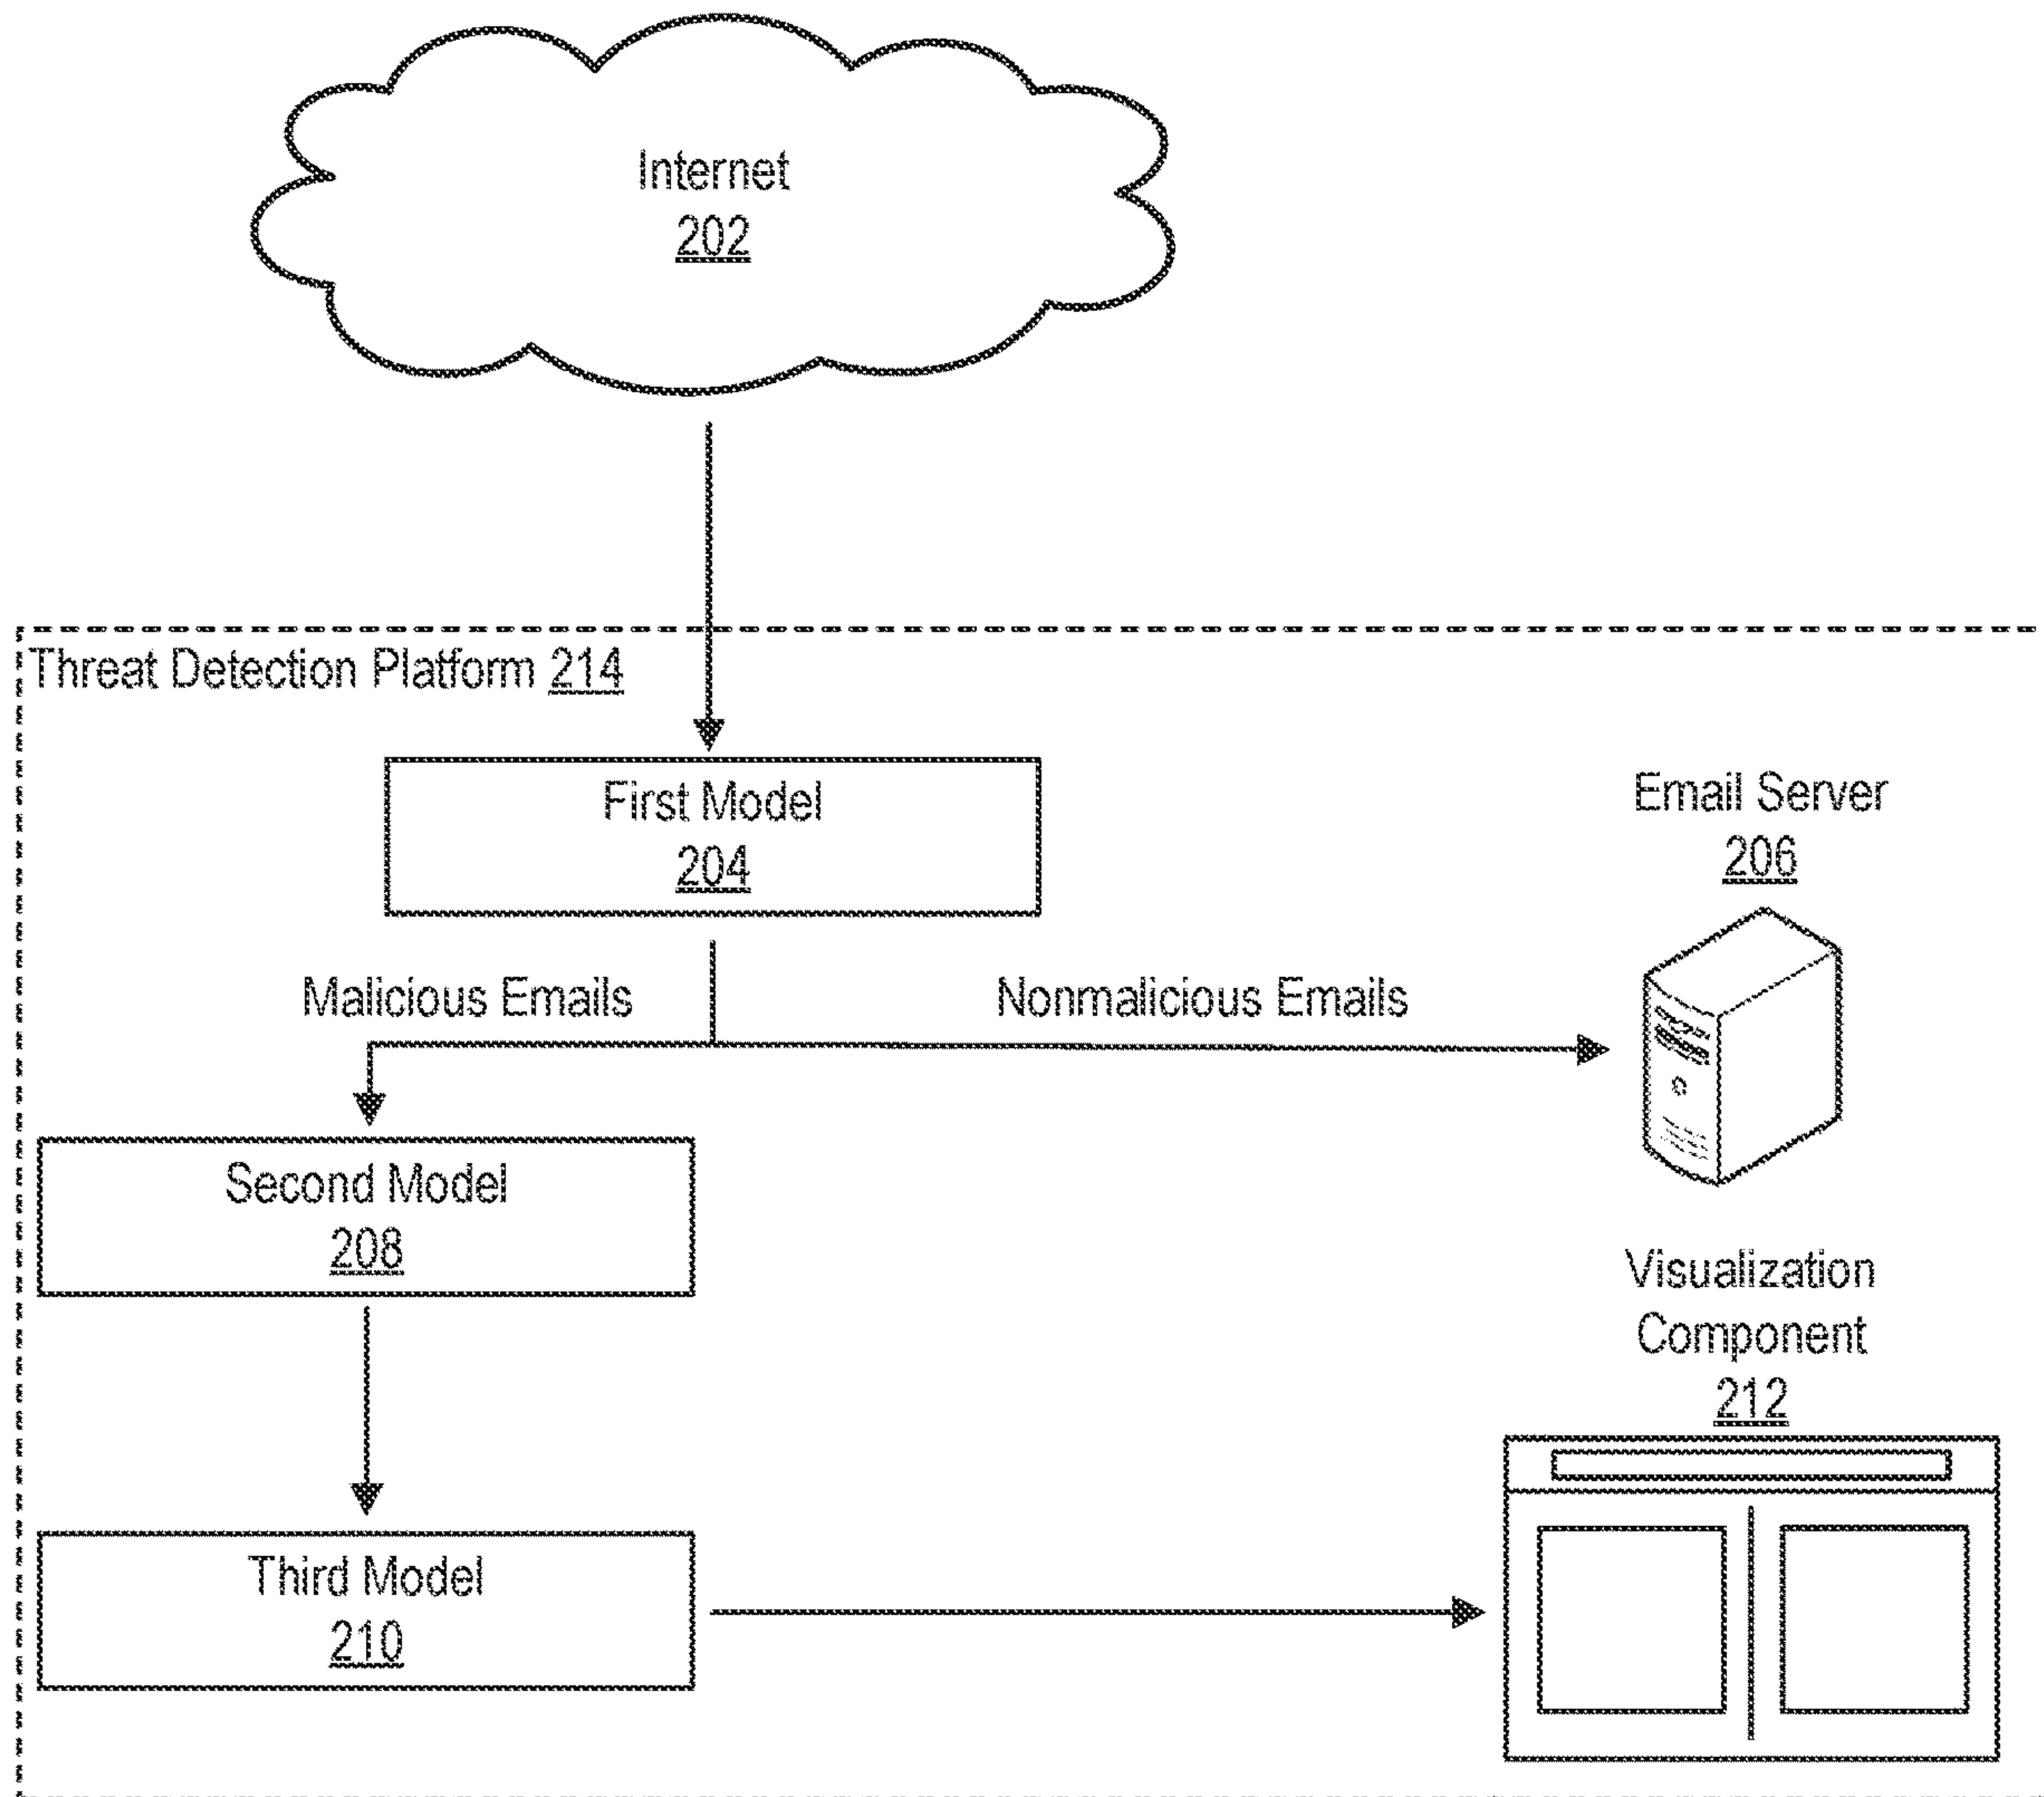 Internet
202
Threat Detection Platform 214
First Model
204
Email Server
206
Malicious Emails
Nonmalicious Emails
Second Model
208
Visualization
Component
212
Third Model
210